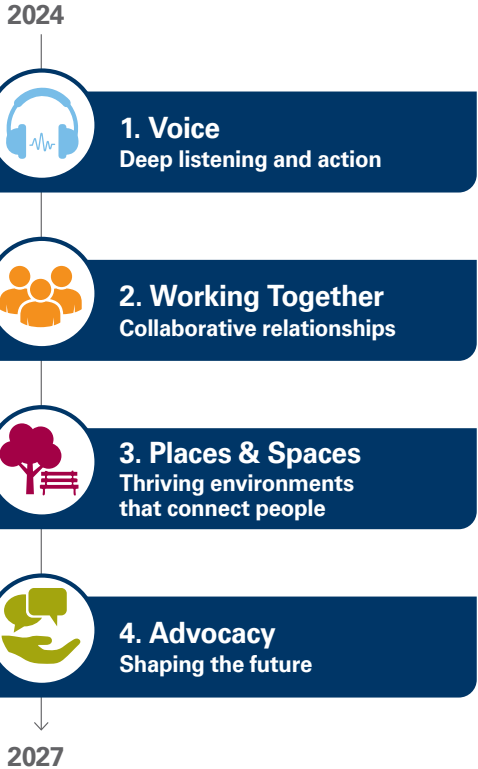 2024
1. Voice
Deep listening and action
2. Working Together
Collaborative relationships
3. Places & Spaces
Thriving environments
that connect people
4. Advocacy
Shaping the future
2027